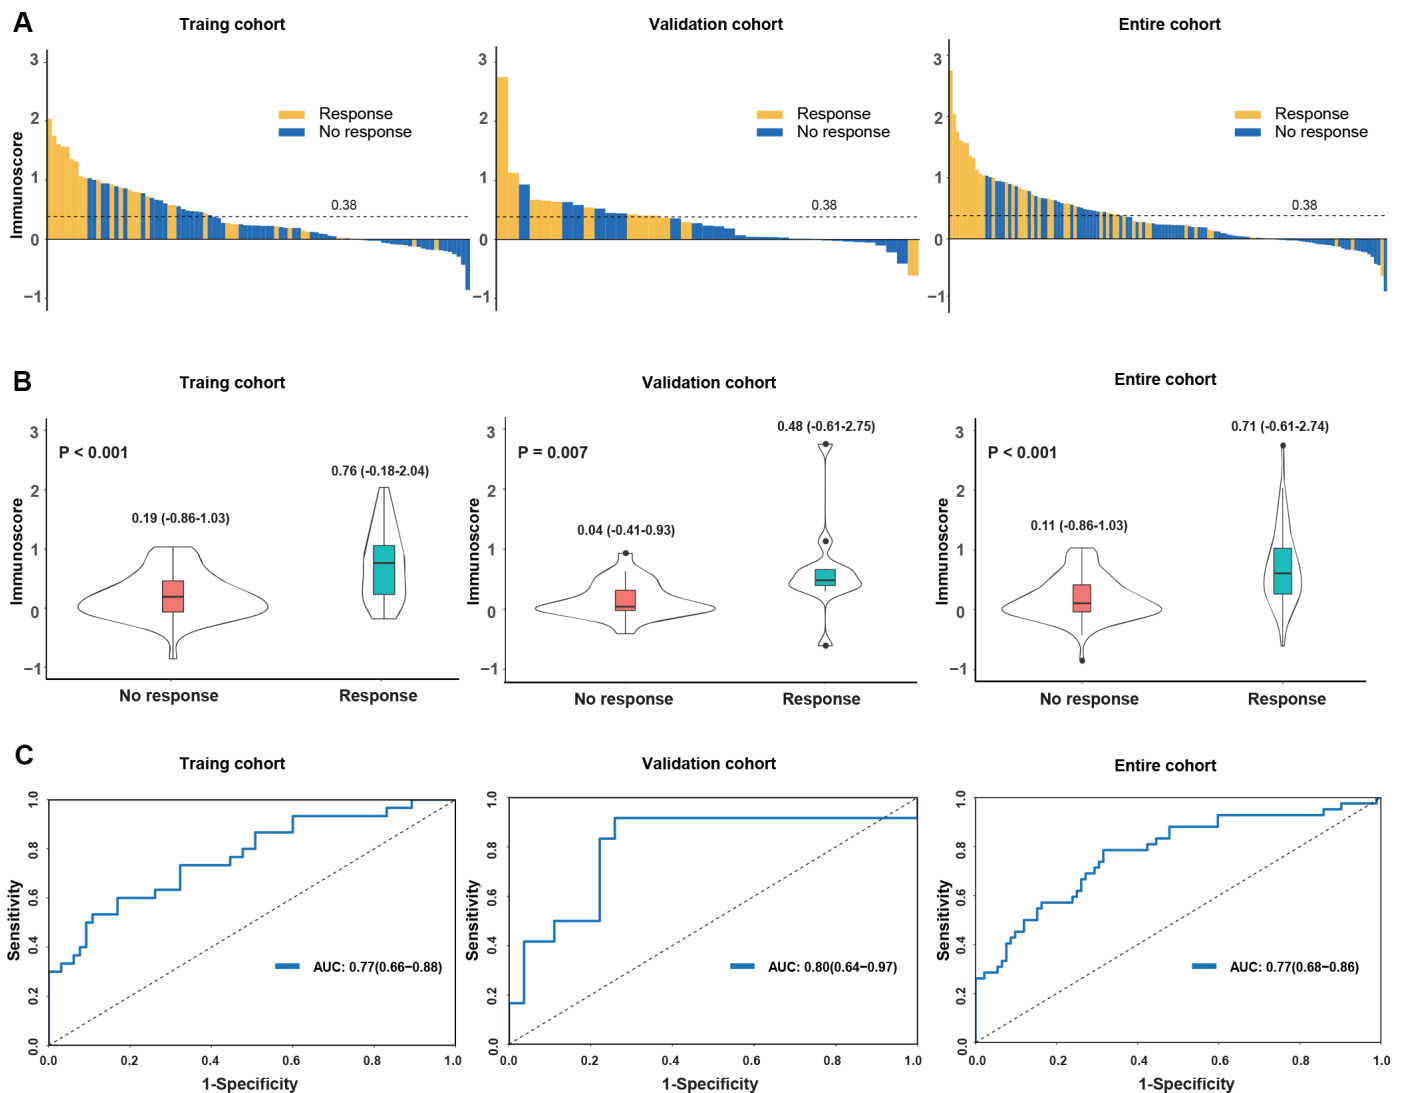 A
Traing cohort
Validation cohort
Entire cohort
Immunoscore
3
2
1
0
−1
Response
No response
0.38
3
2
1
0
−1
Response
No response
0.38
3
2
1
0
−1
Response
No response
0.38
B
Traing cohort
Validation cohort
Entire cohort
Immunoscore
3
2
1
0
−1
P < 0.001
0.19 (-0.86-1.03)
0.76 (-0.18-2.04)
No response
Response
Immunoscore
3
2
1
0
−1
P = 0.007
0.04 (-0.41-0.93)
0.48 (-0.61-2.75)
No response
Response
Immunoscore
3
2
1
0
−1
P < 0.001
0.11 (-0.86-1.03)
0.71 (-0.61-2.74)
No response
Response
C
Traing cohort
Validation cohort
Entire cohort
Sensitivity
1.0
0.8
0.6
0.4
0.2
0.0
AUC: 0.77(0.66−0.88)
0.0 0.2 0.4 0.6 0.8 1.0
1-Specificity
Sensitivity
1.0
0.8
0.6
0.4
0.2
0.0
AUC: 0.80(0.64−0.97)
0.0 0.2 0.4 0.6 0.8 1.0
1-Specificity
Sensitivity
1.0
0.8
0.6
0.4
0.2
0.0
AUC: 0.77(0.68−0.86)
0.0 0.2 0.4 0.6 0.8 1.0
1-Specificity